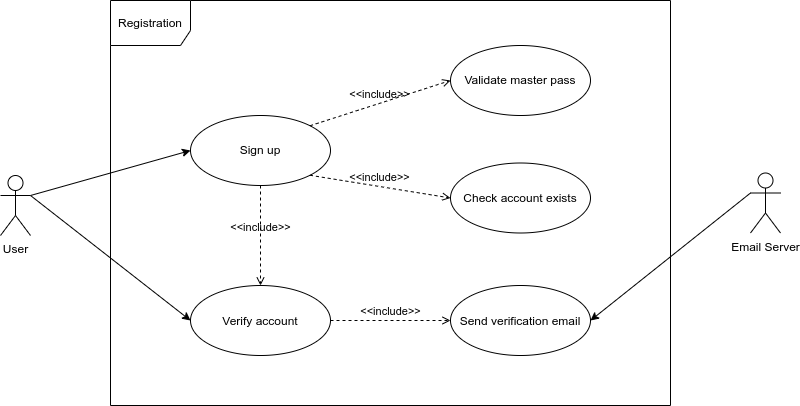 Registration
Validate master pass
<<include>>
Sign up
<<include>>
Check account exists
<<include>>
User
Email Server
Verify account
<<include>>
Send verification email